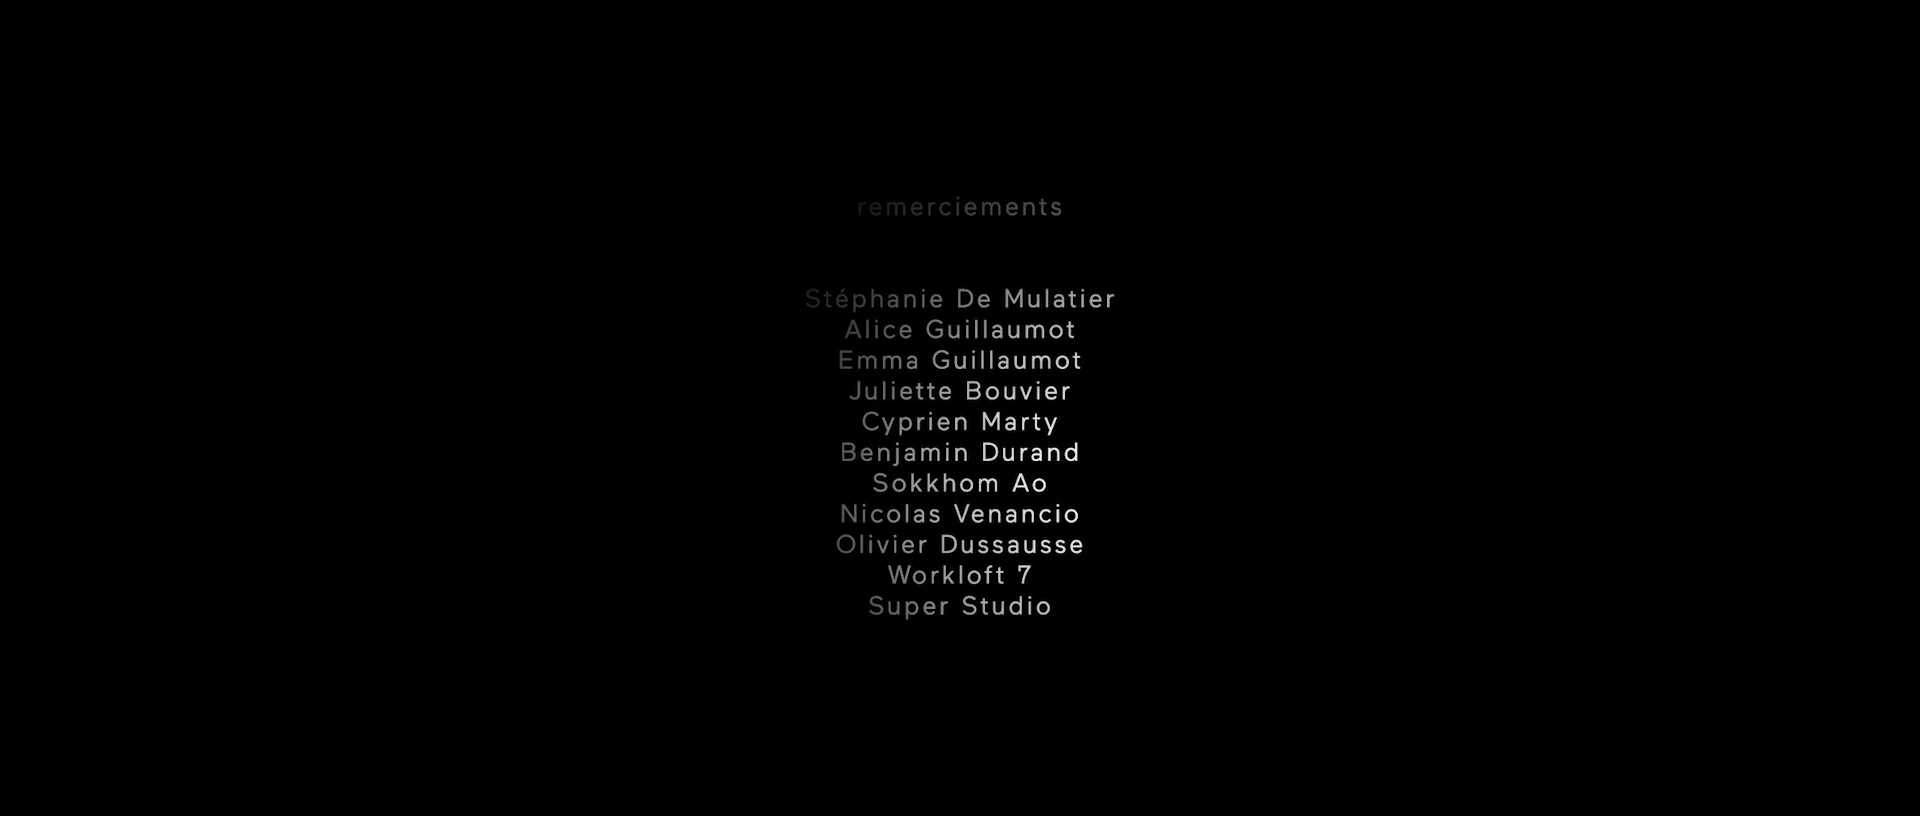 remerciements
Stéphanie De Mulatier
Alice Guillaumot
Emma Guillaumot
Juliette Bouvier
Cyprien Marty
Benjamin Durand
Sokkhom Ao
Nicolas Venancio
Olivier Dussausse
Workloft 7
Super Studio